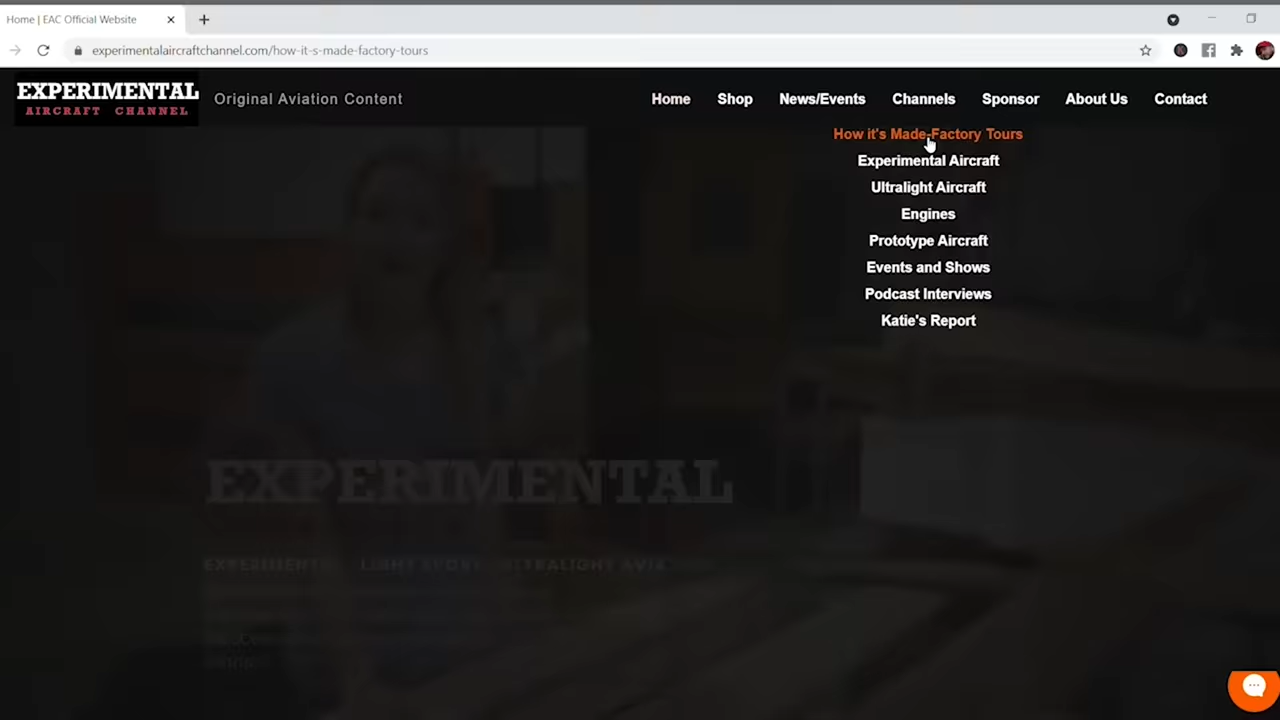 Home | EAC Official Website
experimentalaircraftchannel.com/how-it-s-made-factory-tours
EXPERIMENTAL
AIRCRAFT CHANNEL
Original Aviation Content
Home Shop News/Events Channels Sponsor About Us Contact
How it's Made-Factory Tours
Experimental Aircraft
Ultralight Aircraft
Engines
Prototype Aircraft
Events and Shows
Podcast Interviews
Katie's Report
EXPERIMENTAL
LIGHT SPORT